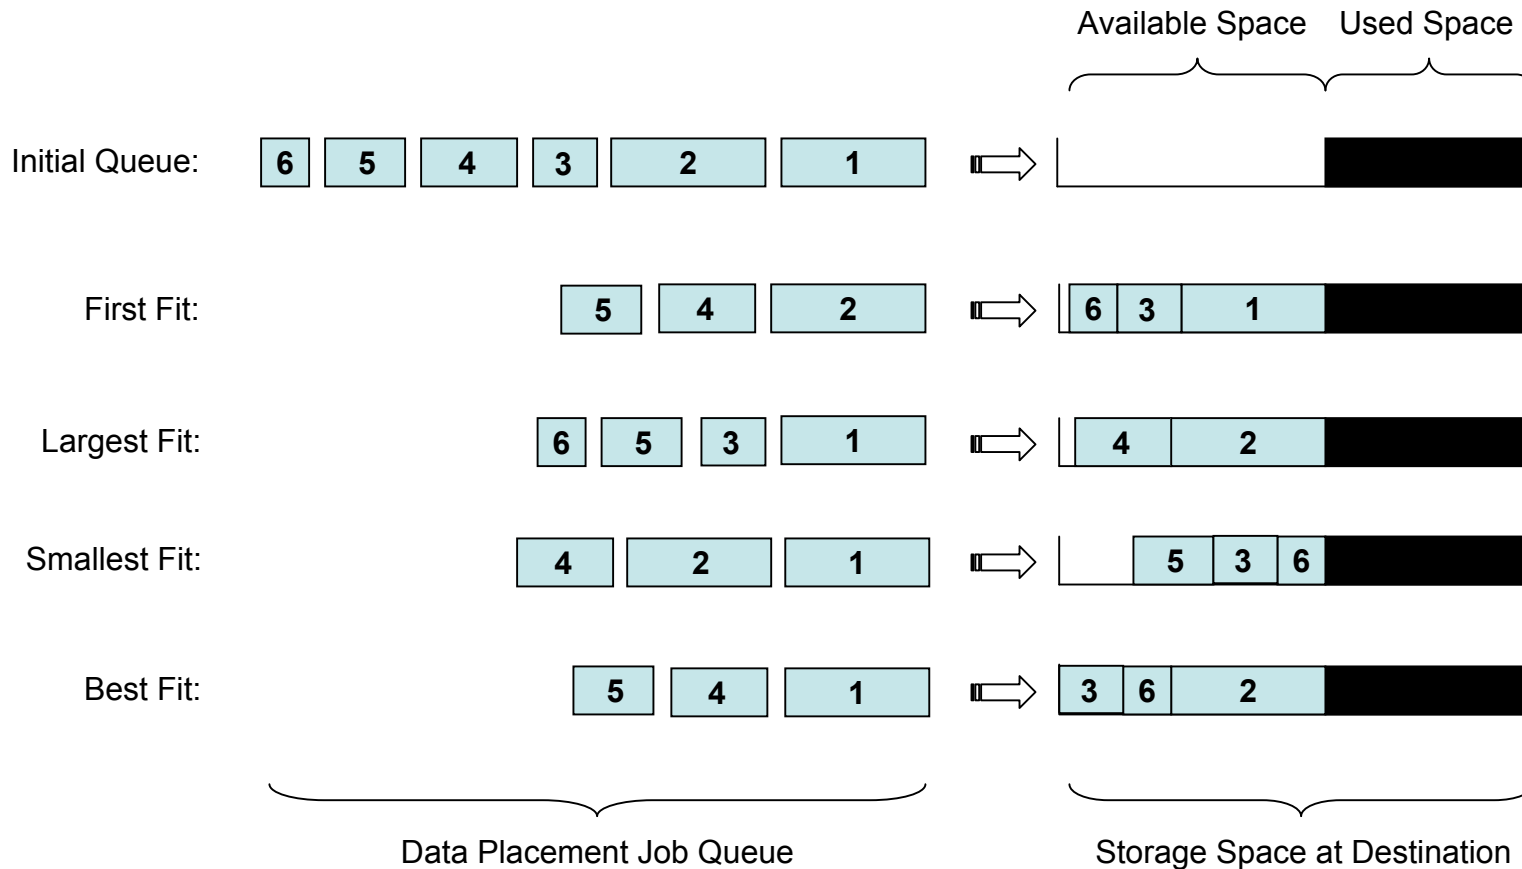 Available Space Used Space
Initial Queue: 6 5 4 3 2 1
First Fit: 5 4 2 6 3 1
Largest Fit: 6 5 3 1 4 2
Smallest Fit: 4 2 1 5 3 6
Best Fit: 5 4 1 3 6 2
Data Placement Job Queue Storage Space at Destination